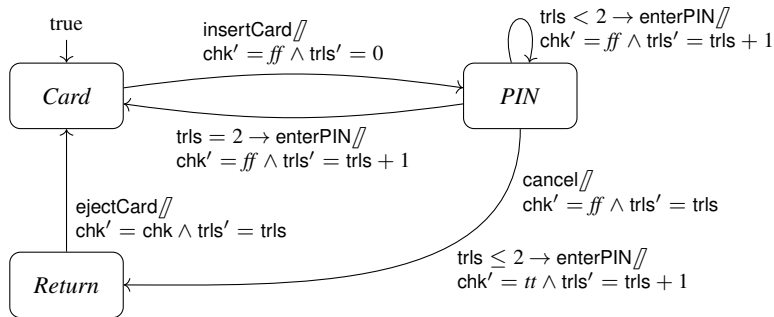 true
insertCard⫽
chk′ = ff ∧ trls′ = 0
trls < 2 → enterPIN⫽
chk′ = ff ∧ trls′ = trls + 1
Card
PIN
trls = 2 → enterPIN⫽
chk′ = ff ∧ trls′ = trls + 1
cancel⫽
chk′ = ff ∧ trls′ = trls
ejectCard⫽
chk′ = chk ∧ trls′ = trls
trls ≤ 2 → enterPIN⫽
chk′ = tt ∧ trls′ = trls + 1
Return